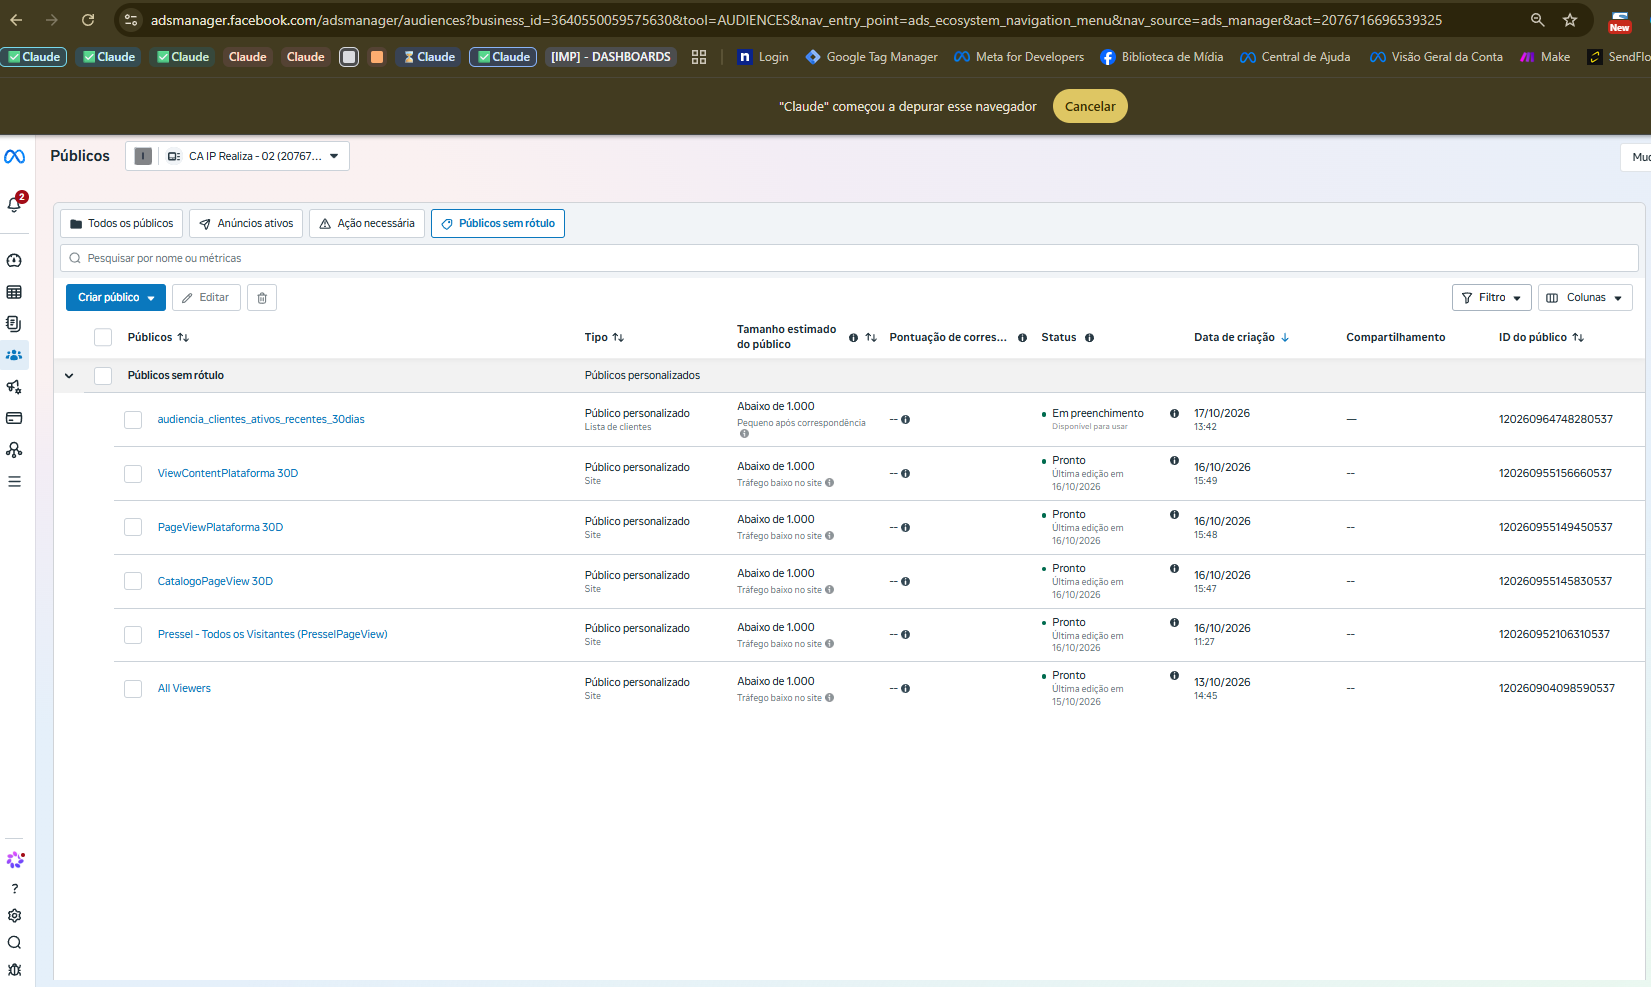 adsmanager.facebook.com/adsmanager/audiences?business_id=3640550059575630&tool=AUDIENCES&nav_entry_point=ads_ecosystem_navigation_menu&nav_source=ads_manager&act=2076716696539325
New
Claude Claude Claude Claude Claude Claude Claude [IMP] - DASHBOARDS Login Google Tag Manager Meta for Developers Biblioteca de Mídia Central de Ajuda Visão Geral da Conta Make SendFlo
"Claude" começou a depurar esse navegador Cancelar
Públicos CA IP Realiza - 02 (20767... Mud
2
Todos os públicos Anúncios ativos Ação necessária Públicos sem rótulo
Pesquisar por nome ou métricas
Criar público Editar Filtro Colunas
Públicos Tipo Tamanho estimado do público Pontuação de corres... Status Data de criação Compartilhamento ID do público
Públicos sem rótulo Públicos personalizados
audiencia_clientes_ativos_recentes_30dias Público personalizado Abaixo de 1.000 -- Em preenchimento 17/10/2026 -- 120260964748280537
Lista de clientes Pequeno após correspondência Disponível para usar 13:42
ViewContentPlataforma 30D Público personalizado Abaixo de 1.000 -- Pronto 16/10/2026 -- 120260955156660537
Site Tráfego baixo no site Última edição em 16/10/2026 15:49
PageViewPlataforma 30D Público personalizado Abaixo de 1.000 -- Pronto 16/10/2026 -- 120260955149450537
Site Tráfego baixo no site Última edição em 16/10/2026 15:48
CatalogoPageView 30D Público personalizado Abaixo de 1.000 -- Pronto 16/10/2026 -- 120260955145830537
Site Tráfego baixo no site Última edição em 16/10/2026 15:47
Pressel - Todos os Visitantes (PresselPageView) Público personalizado Abaixo de 1.000 -- Pronto 16/10/2026 -- 120260952106310537
Site Tráfego baixo no site Última edição em 16/10/2026 11:27
All Viewers Público personalizado Abaixo de 1.000 -- Pronto 13/10/2026 -- 120260904098590537
Site Tráfego baixo no site Última edição em 15/10/2026 14:45